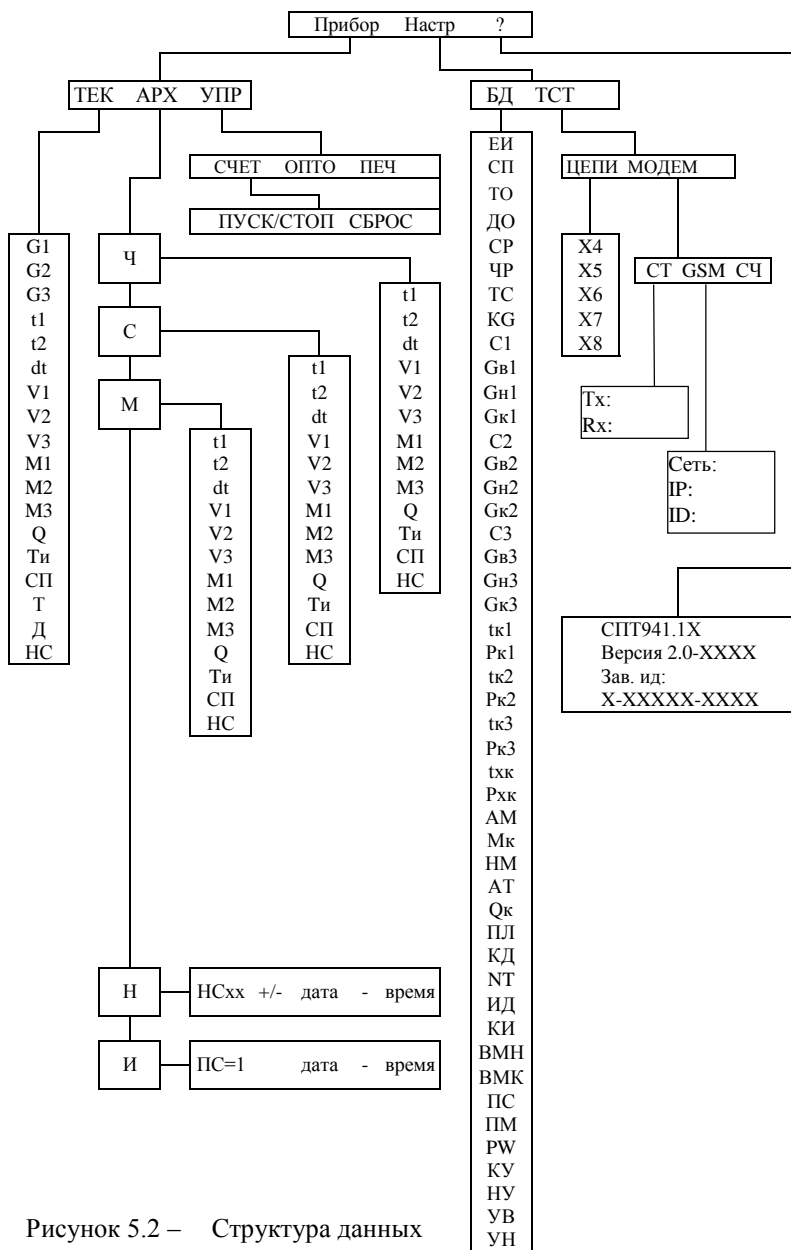 Прибор Настр ?
ТЕК АРХ УПР
БД ТСТ
СЧЕТ ОПТО ПЕЧ
ПУСК/СТОП СБРОС
ЦЕПИ МОДЕМ
G1
G2
G3
t1
t2
dt
V1
V2
V3
M1
M2
M3
Q
Ти
СП
Т
Д
НС
Ч
С
М
t1
t2
dt
V1
V2
V3
M1
M2
M3
Q
Ти
СП
НС
t1
t2
dt
V1
V2
V3
M1
M2
M3
Q
Ти
СП
НС
t1
t2
dt
V1
V2
V3
M1
M2
M3
Q
Ти
СП
НС
ЕИ
СП
ТО
ДО
СР
ЧР
ТС
KG
С1
Gв1
Gн1
Gк1
С2
Gв2
Gн2
Gк2
С3
Gв3
Gн3
Gк3
tк1
Рк1
tк2
Рк2
tк3
Рк3
tхк
Рхк
АМ
Мк
НМ
АТ
Qк
ПЛ
КД
NT
ИД
КИ
ВМН
ВМК
ПС
ПМ
PW
КУ
НУ
УВ
УН
X4
X5
X6
X7
X8
СТ GSM СЧ
Tx:
Rx:
Сеть:
IP:
ID:
СПТ941.1X
Версия 2.0-XXXX
Зав. ид:
X-XXXXX-XXXX
Н
НСхх +/- дата - время
И
ПС=1 дата - время
Рисунок 5.2 – Структура данных